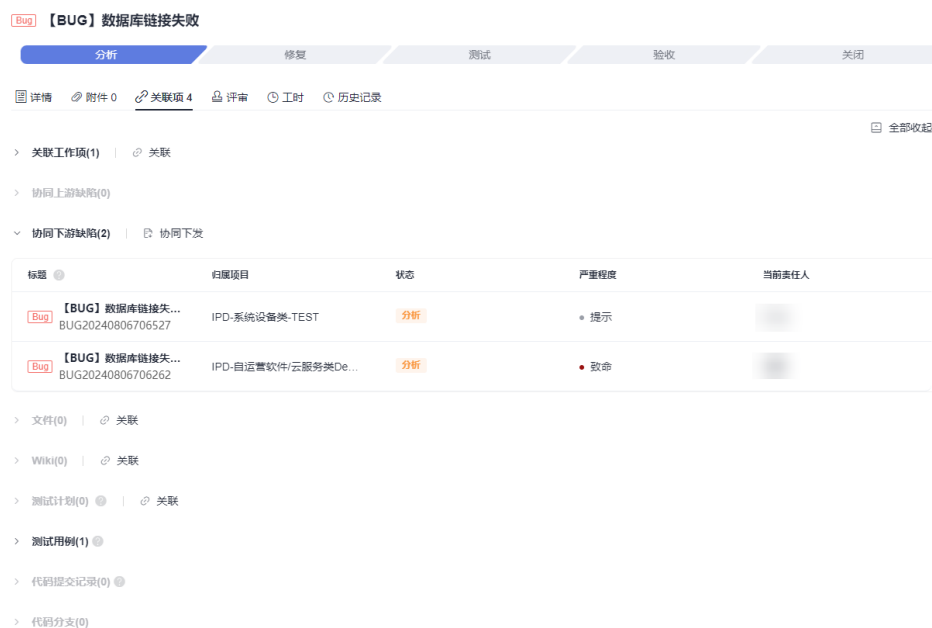 Bug 【BUG】数据库链接失败
分析 修复 测试 验收 关闭
详情 附件 0 关联项 4 评审 工时 历史记录
全部收起
关联工作项(1) 关联
协同上游缺陷(0)
协同下游缺陷(2) 协同下发
标题 归属项目 状态 严重程度 当前责任人
Bug 【BUG】数据库链接失... IPD-系统设备类-TEST 分析 提示
BUG20240806706527
Bug 【BUG】数据库链接失... IPD-自运营软件/云服务类De... 分析 致命
BUG20240806706262
文件(0) 关联
Wiki(0) 关联
测试计划(0) 关联
测试用例(1)
代码提交记录(0)
代码分支(0)